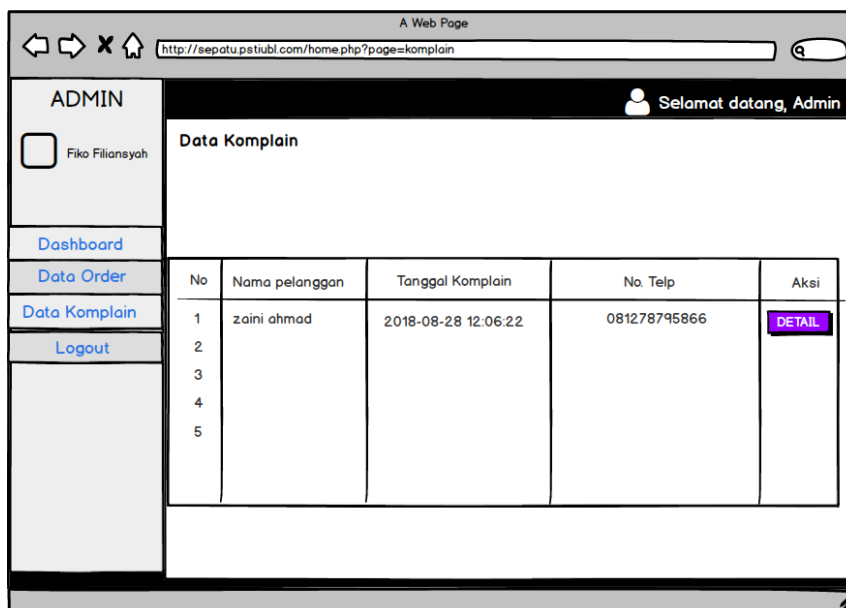 A Web Page
http://sepatu.pstiubl.com/home.php?page=komplain
ADMIN
Selamat datang, Admin
Fiko Filiansyah
Data Komplain
Dashboard
Data Order
Data Komplain
Logout
No Nama pelanggan Tanggal Komplain No. Telp Aksi
1 zaini ahmad 2018-08-28 12:06:22 081278795866 DETAIL
2
3
4
5